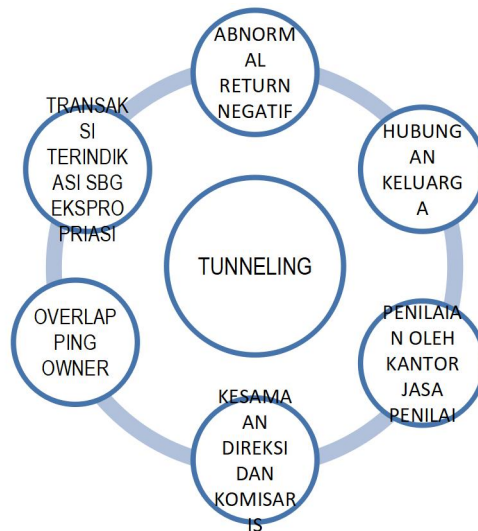 ABNORM
AL
RETURN
NEGATIF
HUBUNG
AN
KELUARG
A
PENILAIA
N OLEH
KANTOR
JASA
PENILAI
KESAMA
AN
DIREKSI
DAN
KOMISAR
IS
OVERLAP
PING
OWNER
TRANSAK
SI
TERINDIK
ASI SBG
EKSPRO
PRIASI
TUNNELING